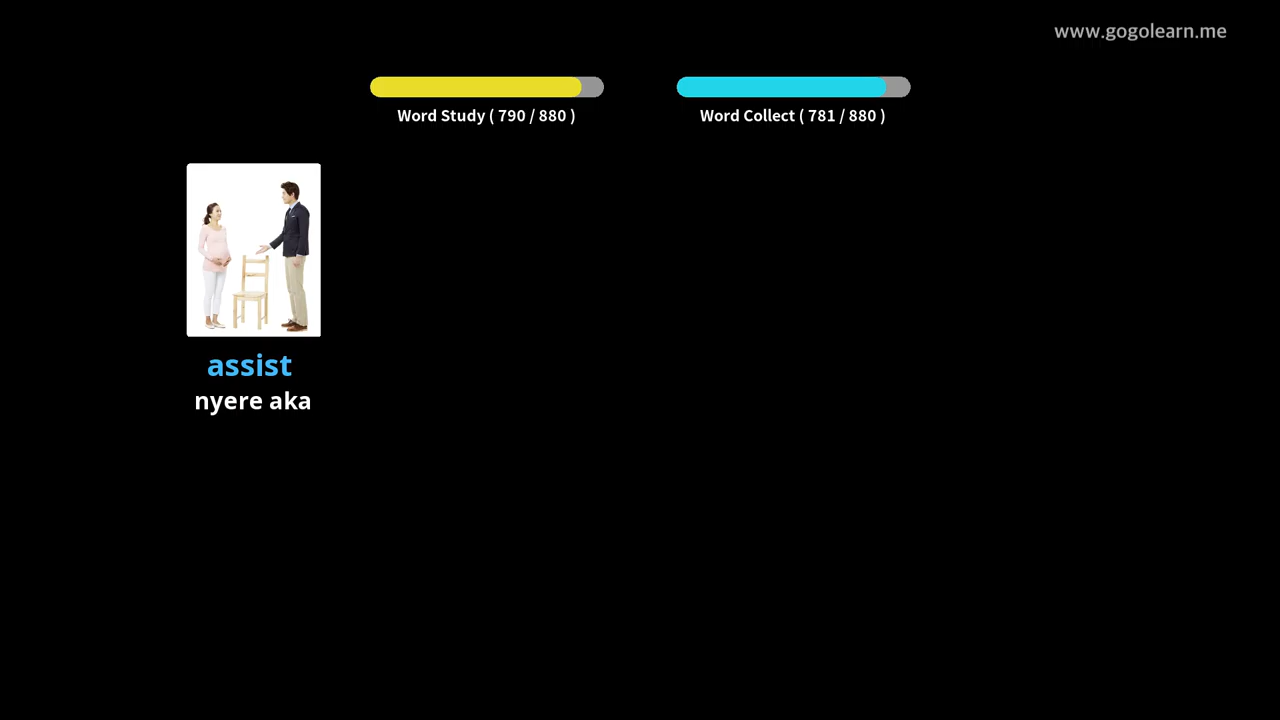 www.gogolearn.me
Word Study ( 790 / 880 )
Word Collect ( 781 / 880 )
assist
nyere aka